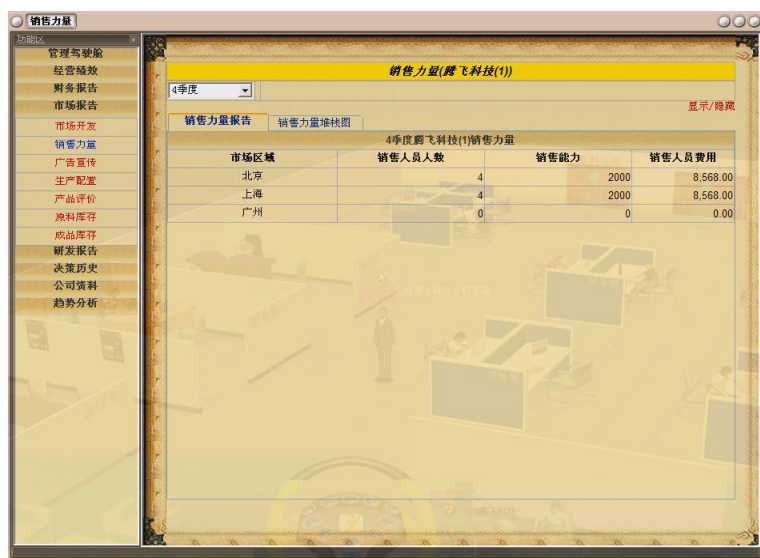 销售力量
功能区
管理驾驶舱
经营绩效
财务报告
市场报告
市场开发
销售力量
广告宣传
生产配置
产品评价
原料库存
成品库存
研发报告
决策历史
公司资料
趋势分析
销售力量(腾飞科技(1))
4季度
显示/隐藏
销售力量报告 销售力量堆栈图
4季度腾飞科技(1)销售力量
市场区域 销售人员人数 销售能力 销售人员费用
北京 4 2000 8,568.00
上海 4 2000 8,568.00
广州 0 0 0.00